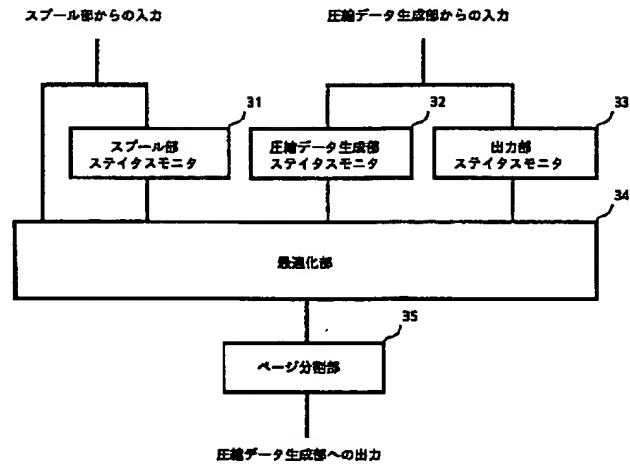 スプール部からの入力
圧縮データ生成部からの入力
31
32
33
スプール部
ステイタスモニタ
圧縮データ生成部
ステイタスモニタ
出力部
ステイタスモニタ
34
最適化部
35
ページ分割部
圧縮データ生成部への出力